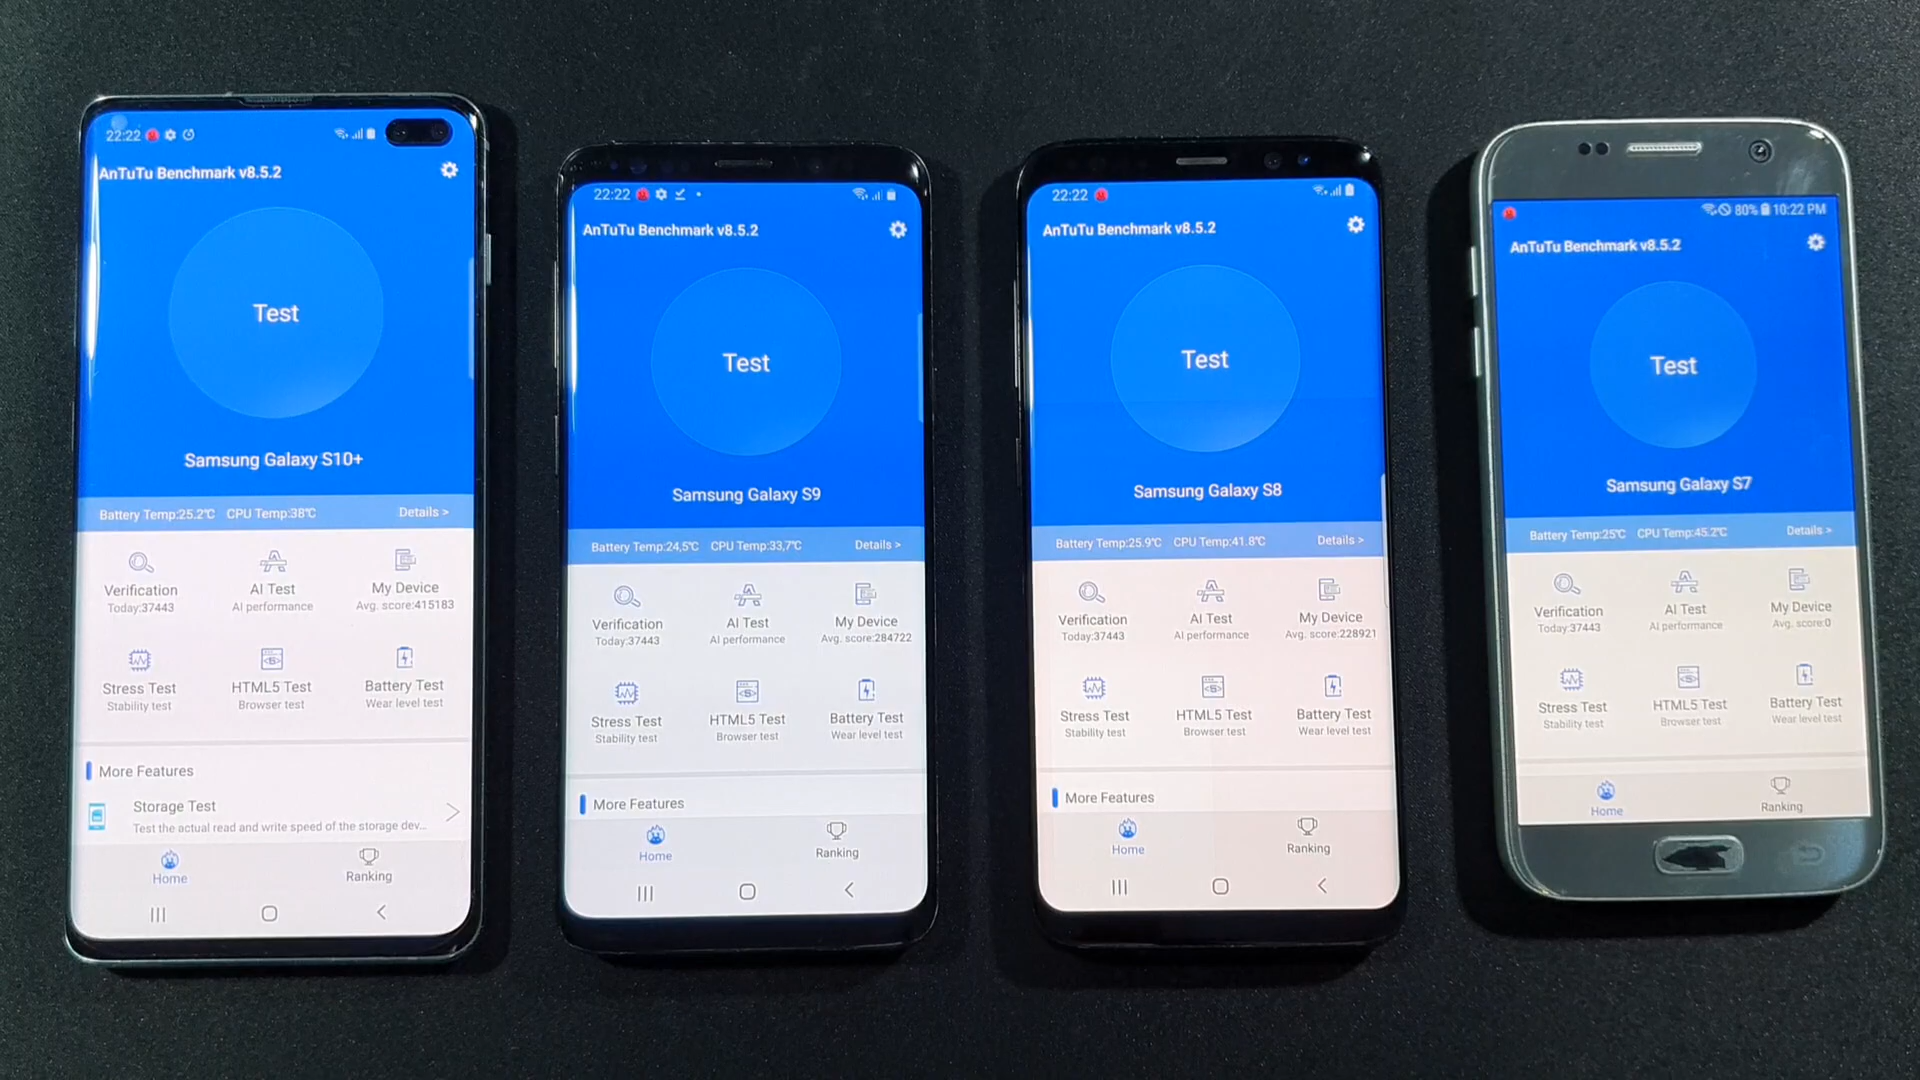 22:22
AnTuTu Benchmark v8.5.2
Test
Samsung Galaxy S10+
Battery Temp:25.2℃ CPU Temp:38℃ Details >
Verification AI Test My Device
Today:37443 AI performance Avg. score:415183
Stress Test HTML5 Test Battery Test
Stability test Browser test Wear level test
More Features
Storage Test
Test the actual read and write speed of the storage dev...
Home Ranking
22:22
AnTuTu Benchmark v8.5.2
Test
Samsung Galaxy S9
Battery Temp:24,5℃ CPU Temp:33,7℃ Details >
Verification AI Test My Device
Today:37443 AI performance Avg. score:284722
Stress Test HTML5 Test Battery Test
Stability test Browser test Wear level test
More Features
Home Ranking
22:22
AnTuTu Benchmark v8.5.2
Test
Samsung Galaxy S8
Battery Temp:25.9℃ CPU Temp:41.8℃ Details >
Verification AI Test My Device
Today:37443 AI performance Avg. score:228921
Stress Test HTML5 Test Battery Test
Stability test Browser test Wear level test
More Features
Home Ranking
80% 10:22 PM
AnTuTu Benchmark v8.5.2
Test
Samsung Galaxy S7
Battery Temp:25℃ CPU Temp:45.2℃ Details >
Verification AI Test My Device
Today:37443 AI performance Avg. score:0
Stress Test HTML5 Test Battery Test
Stability test Browser test Wear level test
Home Ranking